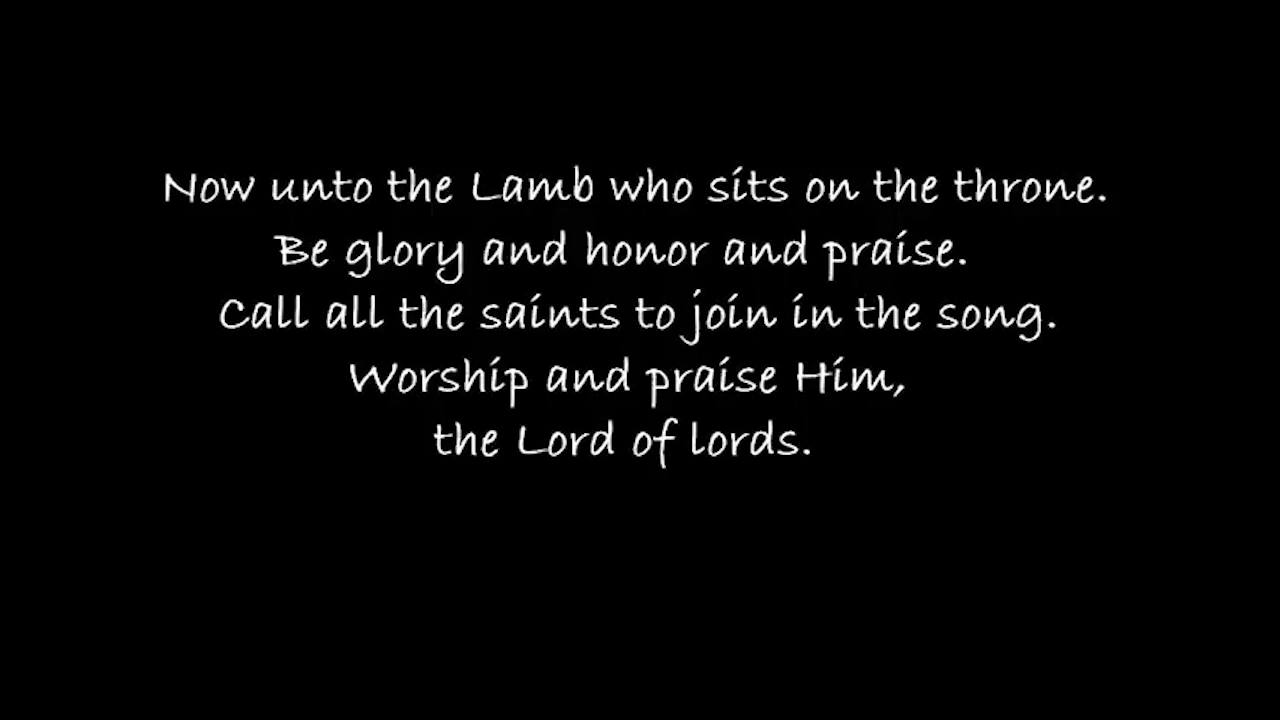 Now unto the Lamb who sits on the throne.
Be glory and honor and praise.
Call all the saints to join in the song.
Worship and praise Him,
the Lord of lords.